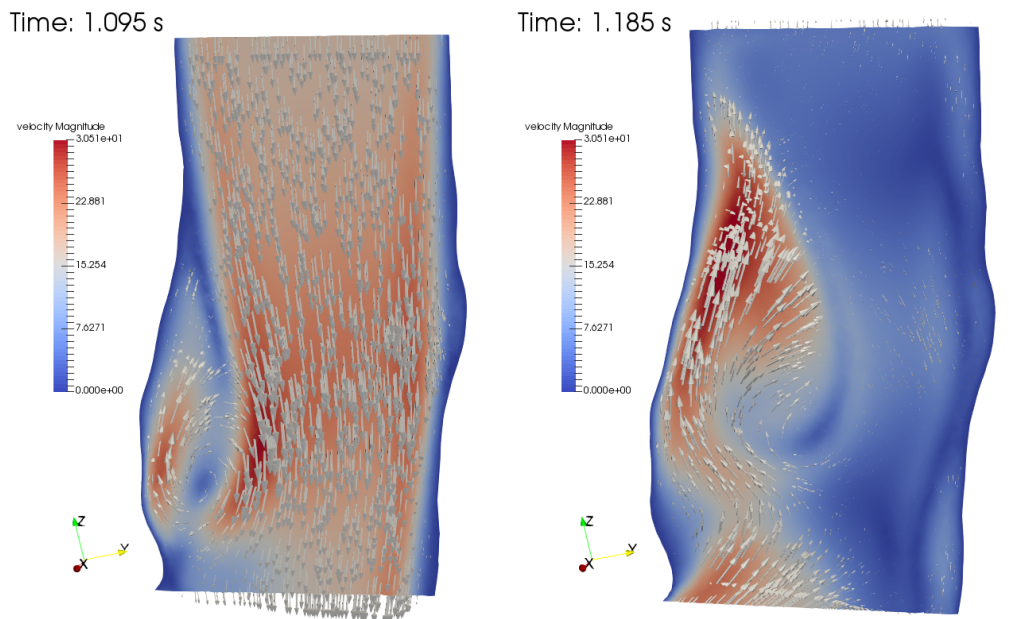 Time: 1.095 s
velocity Magnitude
3.051e+01
22.881
15.254
7.6271
0.000e+00
Z
Y
X
Time: 1.185 s
velocity Magnitude
3.051e+01
22.881
15.254
7.6271
0.000e+00
Z
Y
X